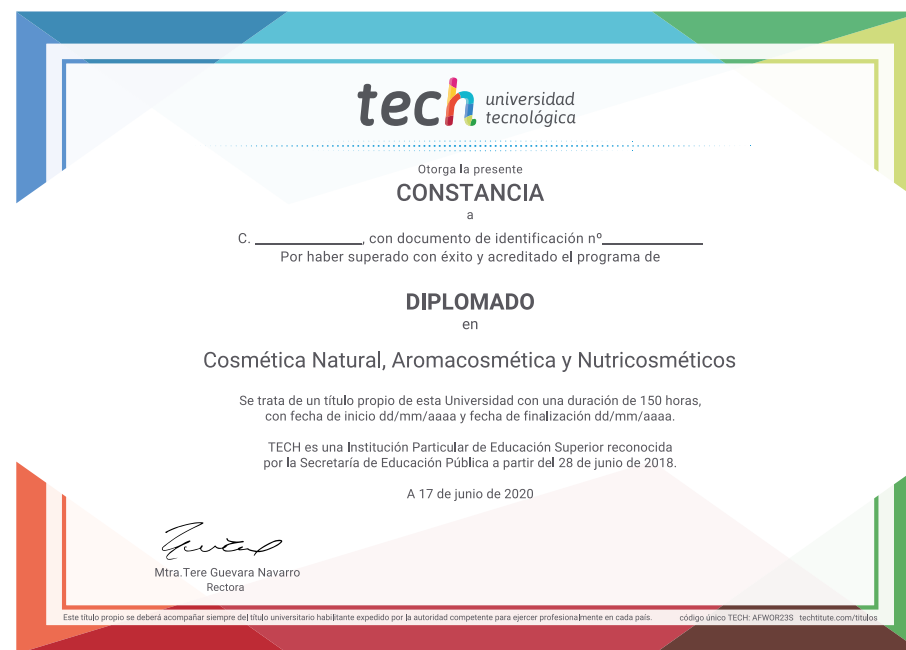 tech universidad
tecnológica
Otorga la presente
CONSTANCIA
a
C. ____________, con documento de identificación nº____________
Por haber superado con éxito y acreditado el programa de
DIPLOMADO
en
Cosmética Natural, Aromacosmética y Nutricosméticos
Se trata de un título propio de esta Universidad con una duración de 150 horas,
con fecha de inicio dd/mm/aaaa y fecha de finalización dd/mm/aaaa.
TECH es una Institución Particular de Educación Superior reconocida
por la Secretaría de Educación Pública a partir del 28 de junio de 2018.
A 17 de junio de 2020
Mtra.Tere Guevara Navarro
Rectora
Este título propio se deberá acompañar siempre del título universitario habilitante expedido por la autoridad competente para ejercer profesionalmente en cada país. código único TECH: AFWOR23S techtitute.com/titulos